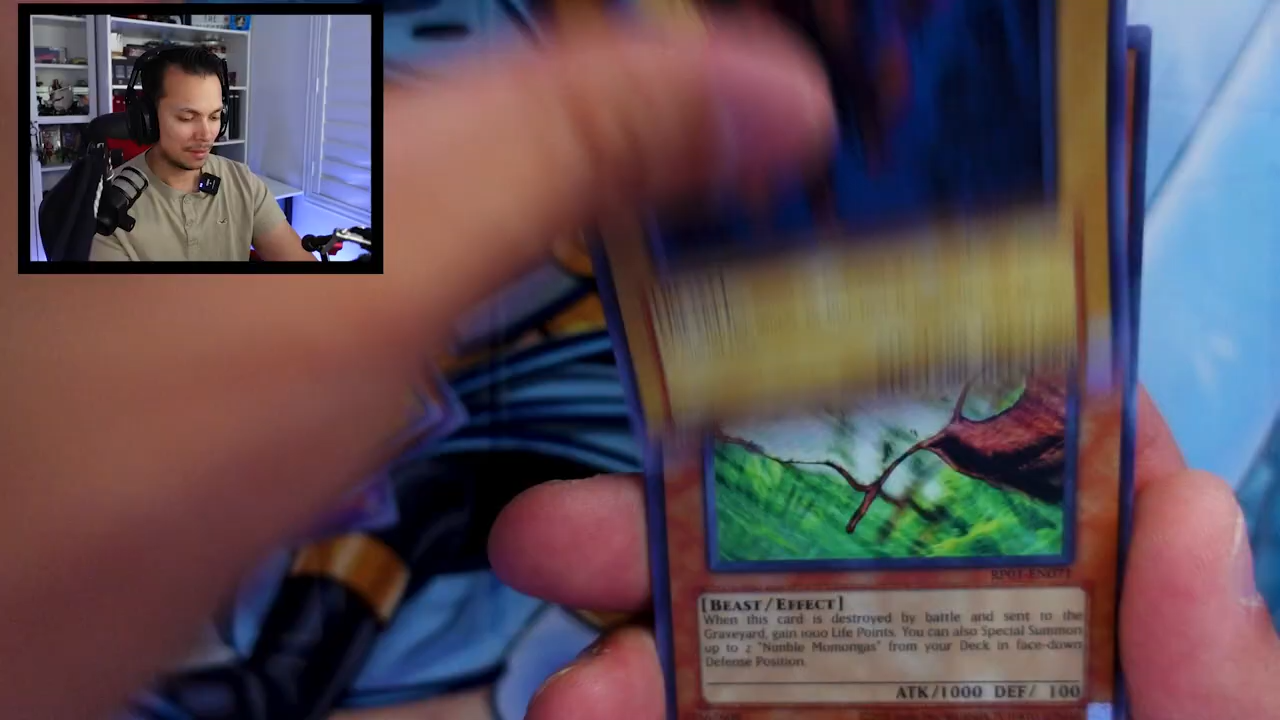 RP01-EN071
[BEAST/EFFECT]
When this card is destroyed by battle and sent to the
Graveyard, gain 1000 Life Points. You can also Special Summon
up to 2 "Nimble Momongas" from your Deck in face-down
Defense Position.
ATK/1000 DEF/ 100